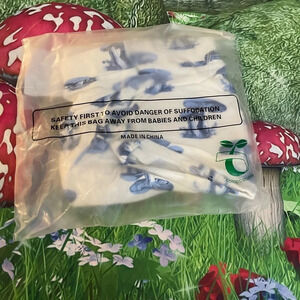 SAFETY FIRST TO AVOID DANGER OF SUFFOCATION
KEEP THIS BAG AWAY FROM BABIES AND CHILDREN
MADE IN CHINA